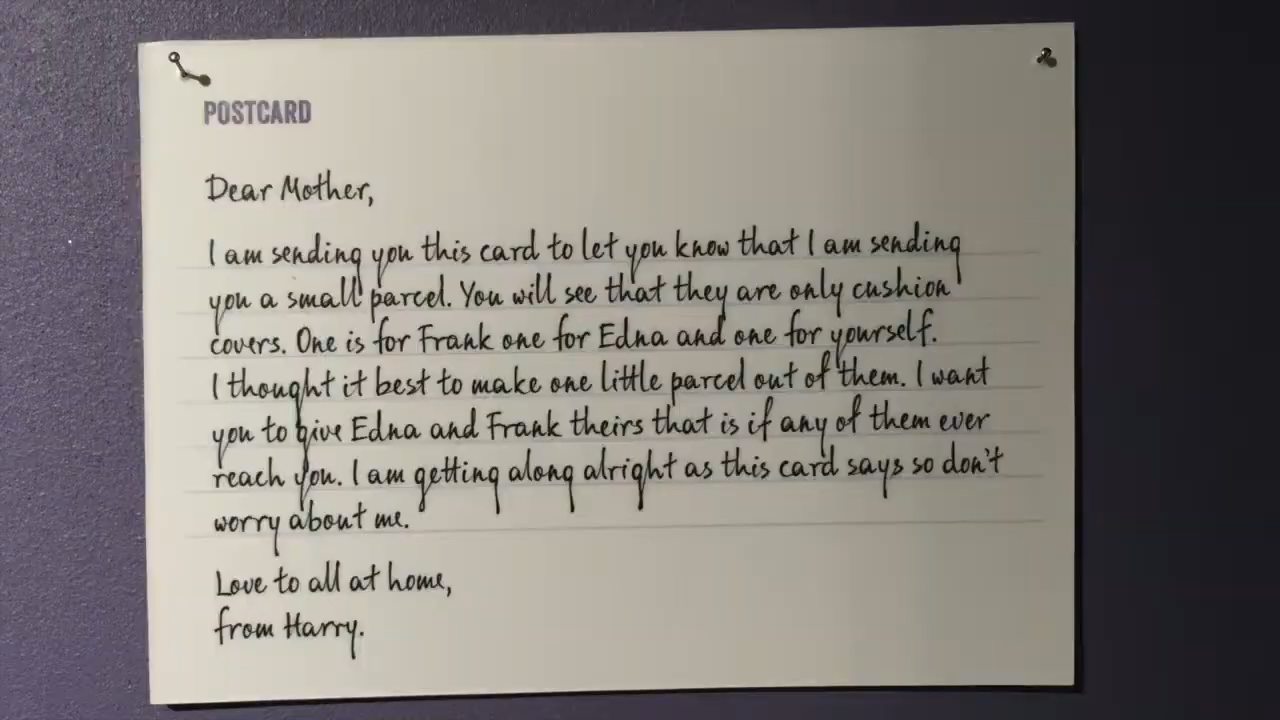 POSTCARD
Dear Mother,
I am sending you this card to let you know that I am sending
you a small parcel. You will see that they are only cushion
covers. One is for Frank one for Edna and one for yourself.
I thought it best to make one little parcel out of them. I want
you to give Edna and Frank theirs that is if any of them ever
reach you. I am getting along alright as this card says so don't
worry about me.
Love to all at home,
from Harry.